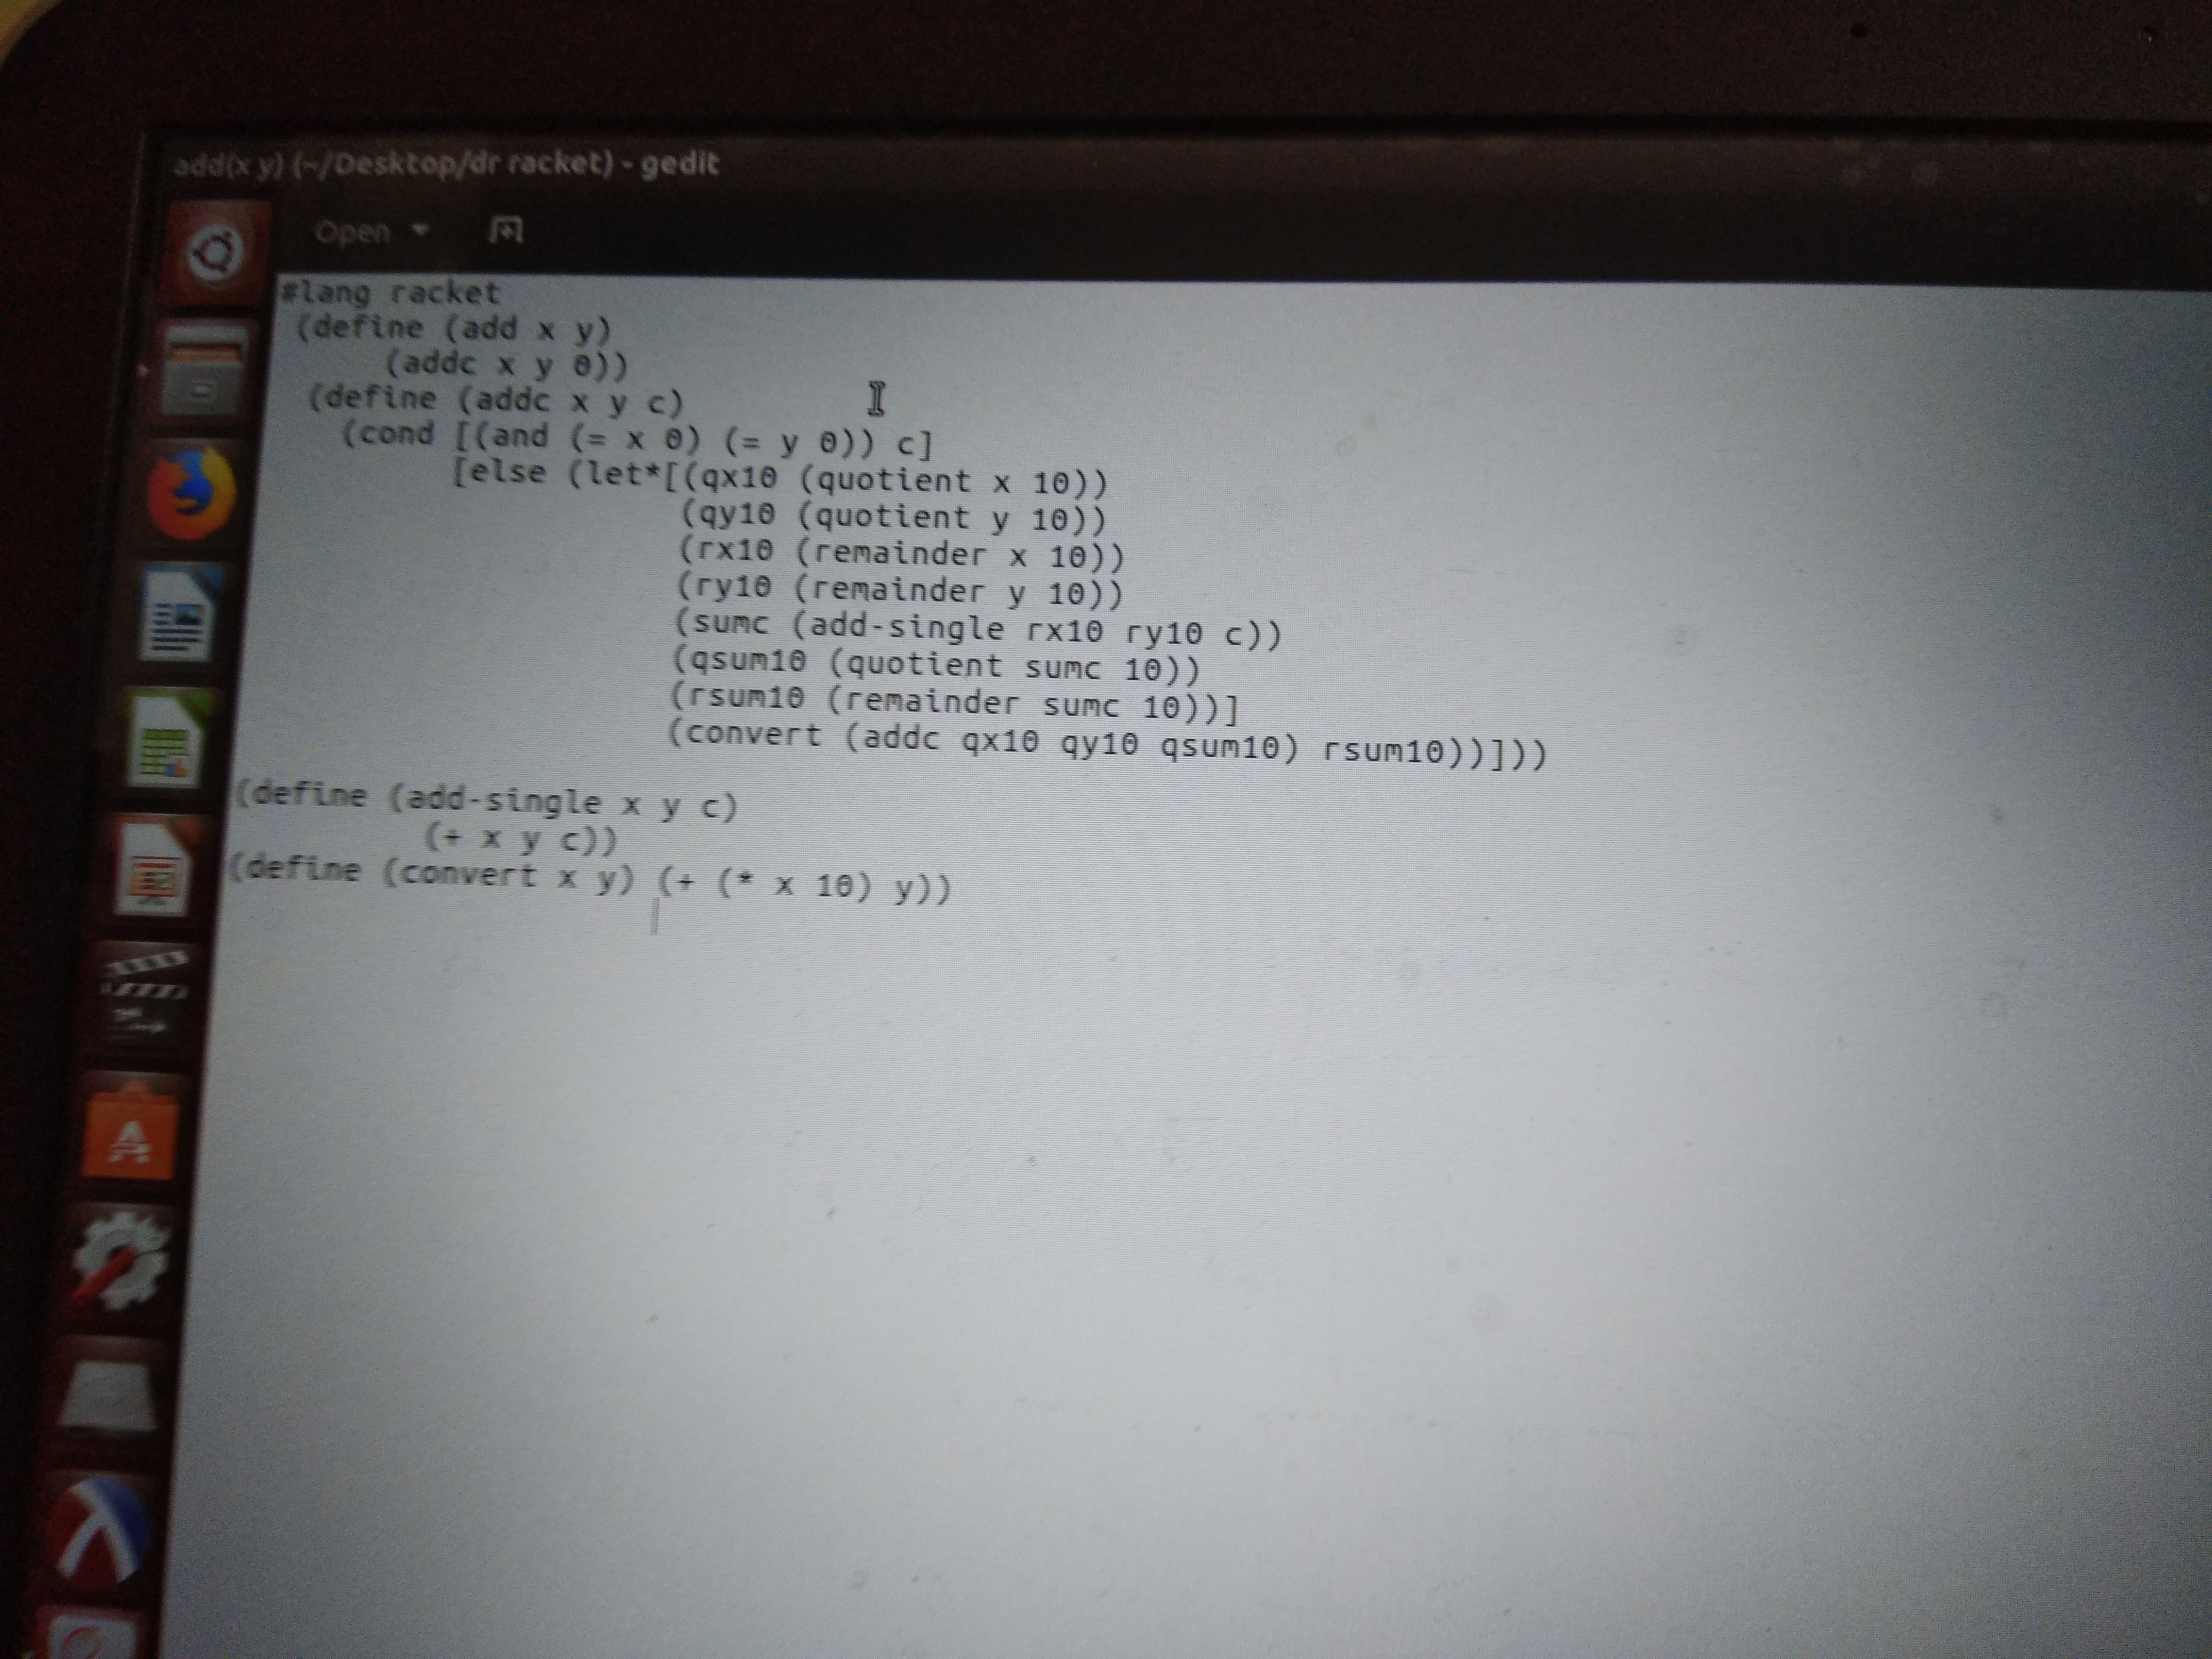 add(x y) (~/Desktop/dr racket) - gedit
Open
#lang racket
(define (add x y)
(addc x y 0))
(define (addc x y c)
(cond [(and (= x 0) (= y 0)) c]
[else (let*[(qx10 (quotient x 10))
(qy10 (quotient y 10))
(rx10 (remainder x 10))
(ry10 (remainder y 10))
(sumc (add-single rx10 ry10 c))
(qsum10 (quotient sumc 10))
(rsum10 (remainder sumc 10))]
(convert (addc qx10 qy10 qsum10) rsum10))]))
(define (add-single x y c)
(+ x y c))
(define (convert x y) (+ (* x 10) y))